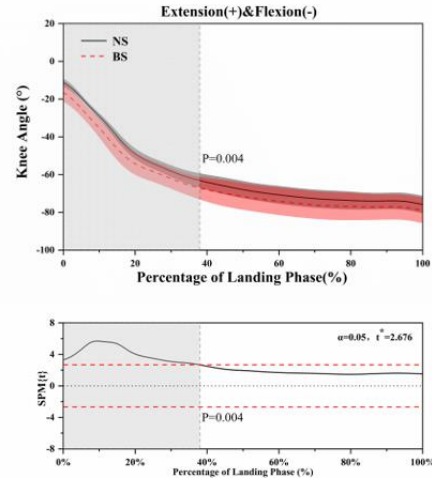 Extension(+)&Flexion(-)
20
0
-20
-40
-60
-80
-100
Knee Angle (°)
NS
BS
P=0.004
0
20
40
60
80
100
Percentage of Landing Phase(%)
8
4
0
-4
-8
SPM{t}
α=0.05, t*=2.676
P=0.004
0%
20%
40%
60%
80%
100%
Percentage of Landing Phase (%)